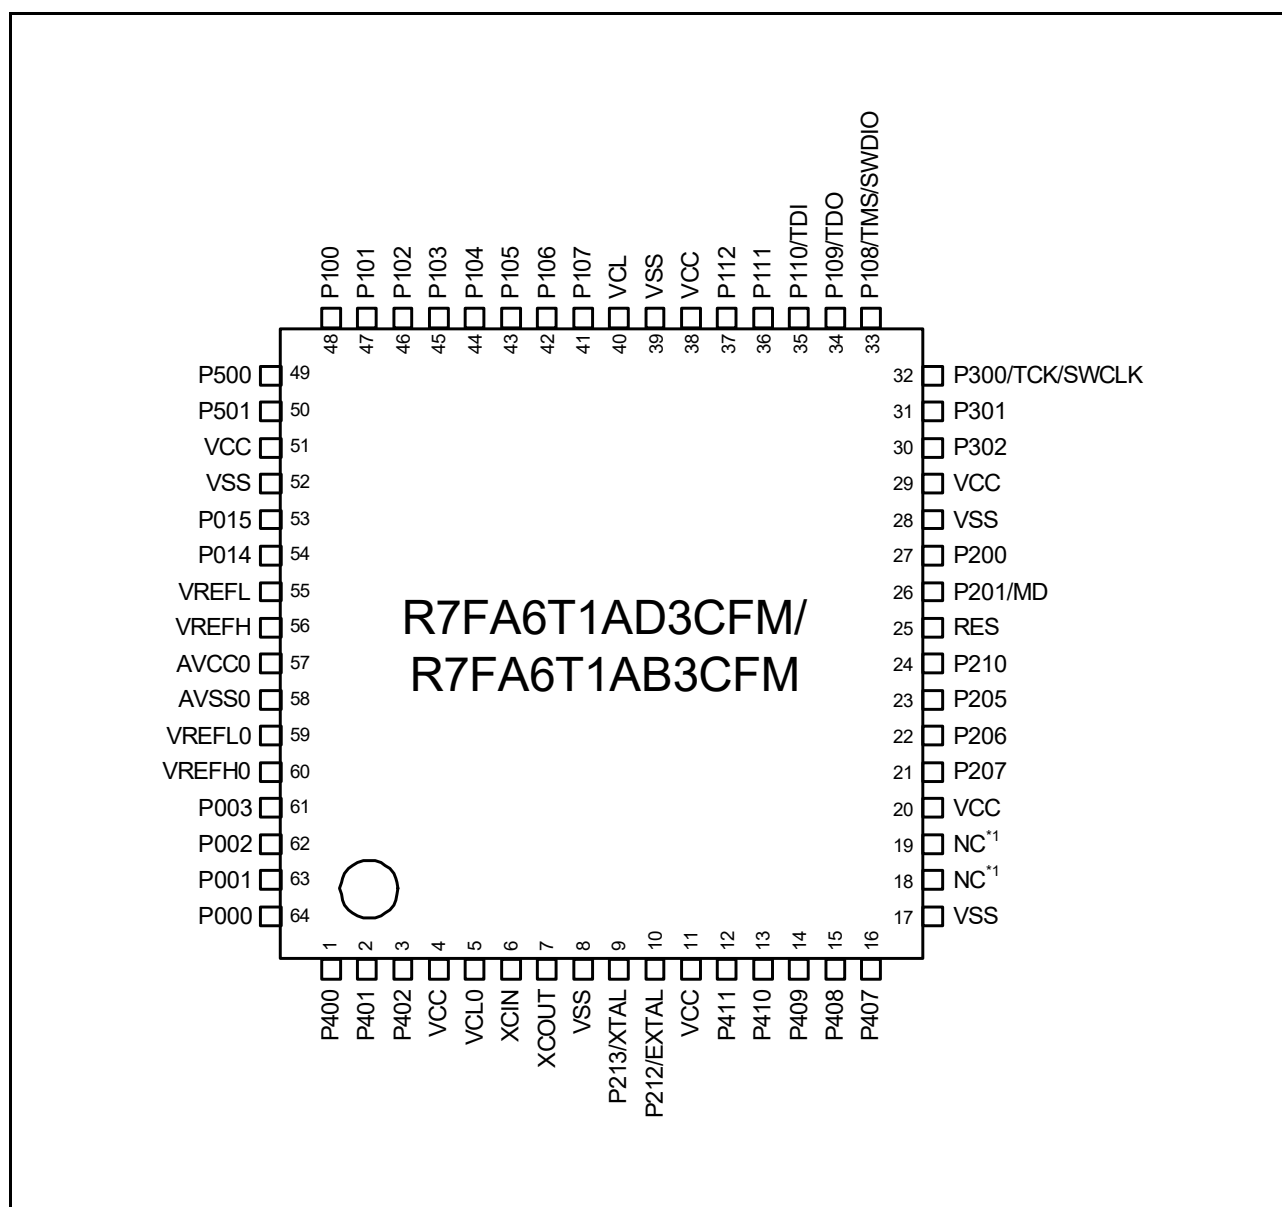 P100
P101
P102
P103
P104
P105
P106
P107
VCL
VSS
VCC
P112
P111
P110/TDI
P109/TDO
P108/TMS/SWDIO
48
47
46
45
44
43
42
41
40
39
38
37
36
35
34
33
P500 49
P501 50
VCC 51
VSS 52
P015 53
P014 54
VREFL 55
VREFH 56
AVCC0 57
AVSS0 58
VREFL0 59
VREFH0 60
P003 61
P002 62
P001 63
P000 64
R7FA6T1AD3CFM/
R7FA6T1AB3CFM
32 P300/TCK/SWCLK
31 P301
30 P302
29 VCC
28 VSS
27 P200
26 P201/MD
25 RES
24 P210
23 P205
22 P206
21 P207
20 VCC
19 NC*1
18 NC*1
17 VSS
1
2
3
4
5
6
7
8
9
10
11
12
13
14
15
16
P400
P401
P402
VCC
VCL0
XCIN
XCOUT
VSS
P213/XTAL
P212/EXTAL
VCC
P411
P410
P409
P408
P407